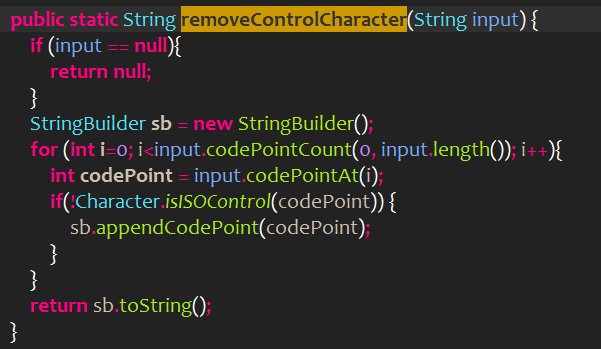 public static String removeControlCharacter(String input) {
if (input == null){
return null;
}
StringBuilder sb = new StringBuilder();
for (int i=0; i<input.codePointCount(0, input.length()); i++){
int codePoint = input.codePointAt(i);
if(!Character.isISOControl(codePoint)) {
sb.appendCodePoint(codePoint);
}
}
return sb.toString();
}